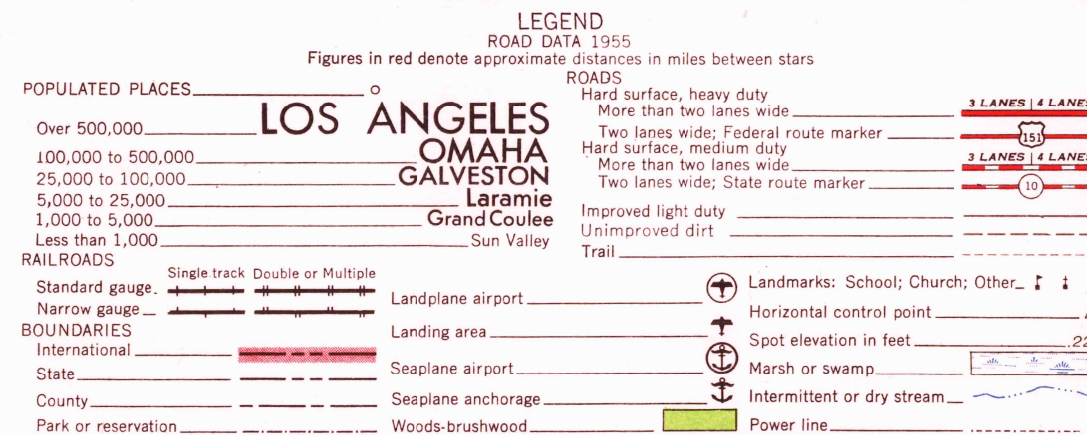 LEGEND
ROAD DATA 1955
Figures in red denote approximate distances in miles between stars
POPULATED PLACES
Over 500,000 LOS ANGELES
100,000 to 500,000 OMAHA
25,000 to 100,000 GALVESTON
5,000 to 25,000 Laramie
1,000 to 5,000 Grand Coulee
Less than 1,000 Sun Valley
RAILROADS
Single track Double or Multiple
Standard gauge
Narrow gauge
BOUNDARIES
International
State
County
Park or reservation
Landplane airport
Landing area
Seaplane airport
Seaplane anchorage
Woods-brushwood
ROADS
Hard surface, heavy duty
More than two lanes wide 3 LANES | 4 LANES
Two lanes wide; Federal route marker 151
Hard surface, medium duty
More than two lanes wide 3 LANES | 4 LANES
Two lanes wide; State route marker 10
Improved light duty
Unimproved dirt
Trail
Landmarks: School; Church; Other
Horizontal control point
Spot elevation in feet
Marsh or swamp
Intermittent or dry stream
Power line